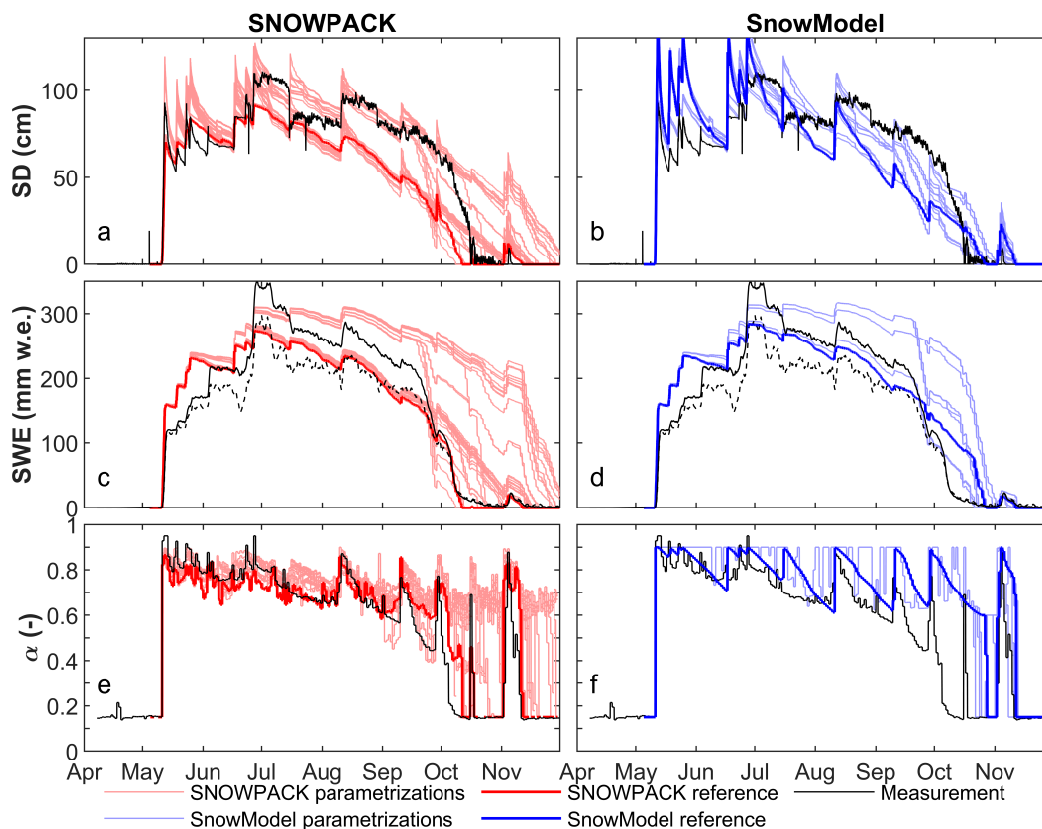 SNOWPACK
SnowModel
SD (cm)
100
50
0
a
b
SWE (mm w.e.)
300
200
100
0
c
d
α (-)
1
0.8
0.6
0.4
0.2
0
e
f
Apr May Jun Jul Aug Sep Oct Nov
Apr May Jun Jul Aug Sep Oct Nov
SNOWPACK parametrizations
SNOWPACK reference
Measurement
SnowModel parametrizations
SnowModel reference